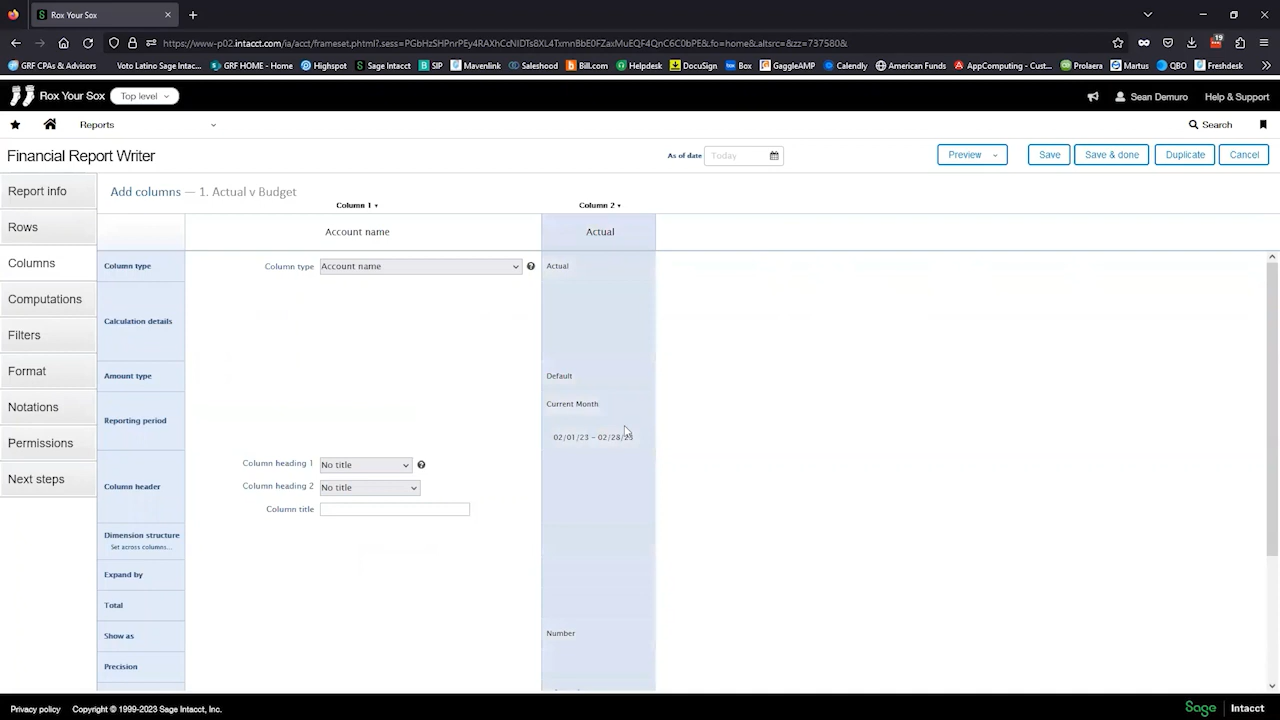 Rox Your Sox
https://www-p02.intacct.com/ia/acc/frameset.phtml?.sess=PGbHzSHPnrPEy4RAXhCcNIDTs8XL4TxmnBbE0FZaxMuEQF4QnC6C0bPE&.fo=home&.altsrc=&zz=737580&
19
GRF CPAs & Advisors
Voto Latino Sage Intac...
GRF HOME - Home
Highspot
Sage Intacct
SIP
Mavenlink
Saleshood
Bill.com
Helpdesk
DocuSign
Box
GaggleAMP
Calendly
American Funds
AppComputing - Cust...
Prolaera
Martus
QBO
Freshdesk
Rox Your Sox
Top level
Sean Demuro
Help & Support
Reports
Search
Financial Report Writer
As of date
Today
Preview
Save
Save & done
Duplicate
Cancel
Report info
Rows
Columns
Computations
Filters
Format
Notations
Permissions
Next steps
Add columns — 1. Actual v Budget
Column 1
Column 2
Account name
Actual
Column type
Column type
Account name
Actual
Calculation details
Amount type
Default
Reporting period
Current Month
02/01/23 - 02/28/23
Column header
Column heading 1
No title
Column heading 2
No title
Column title
Dimension structure
Set across columns...
Expand by
Total
Show as
Number
Precision
Privacy policy
Copyright © 1999-2023 Sage Intacct, Inc.
Sage Intacct